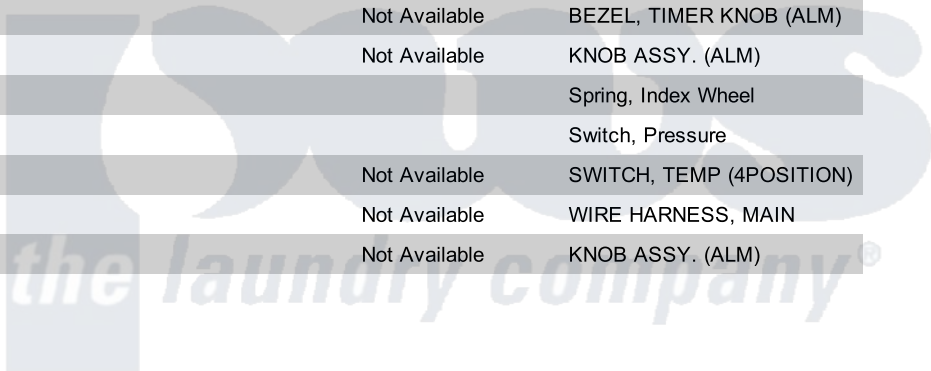 Not Available BEZEL, TIMER KNOB (ALM)
Not Available KNOB ASSY. (ALM)
Spring, Index Wheel
Switch, Pressure
Not Available SWITCH, TEMP (4POSITION)
Not Available WIRE HARNESS, MAIN
Not Available KNOB ASSY. (ALM)
the laundry company®